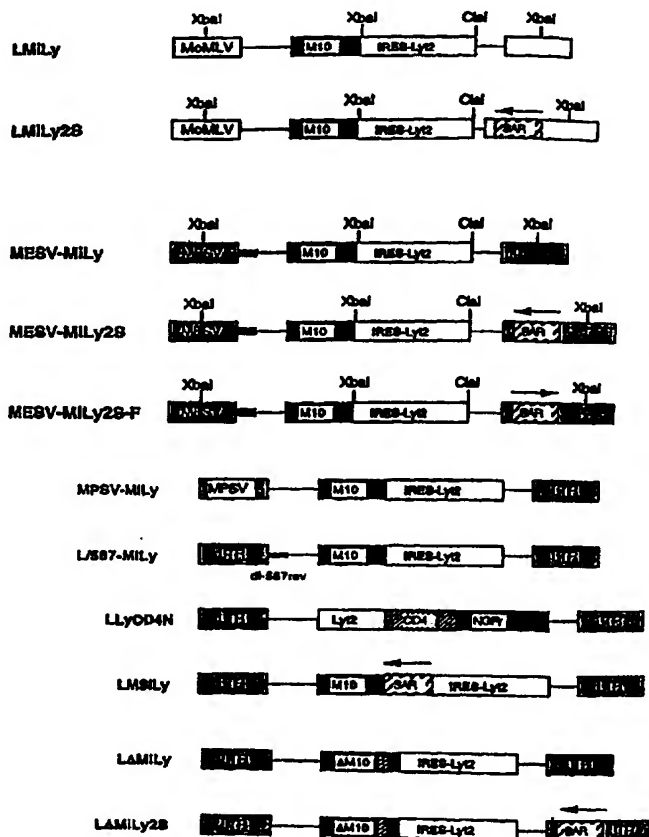 XbaI XbaI ClaI XbaI
LMiLy MoMLV M10 IRES-Lyt2
XbaI XbaI ClaI XbaI
LMiLy2S MoMLV M10 IRES-Lyt2 SAR
XbaI XbaI ClaI XbaI
MESV-MiLy MESV M10 IRES-Lyt2
XbaI XbaI ClaI XbaI
MESV-MiLy2S MESV M10 IRES-Lyt2 SAR
XbaI XbaI ClaI XbaI
MESV-MiLy2S-F MESV M10 IRES-Lyt2 SAR
MPSV-MiLy MPSV M10 IRES-Lyt2
L/587-MiLy M10 IRES-Lyt2
dl-587rev
LLyCD4N Lyt2 CD4 NGFr
LMSiLy M10 SAR IRES-Lyt2
LΔMiLy ΔM10 IRES-Lyt2
LΔMiLy2S ΔM10 IRES-Lyt2 SAR